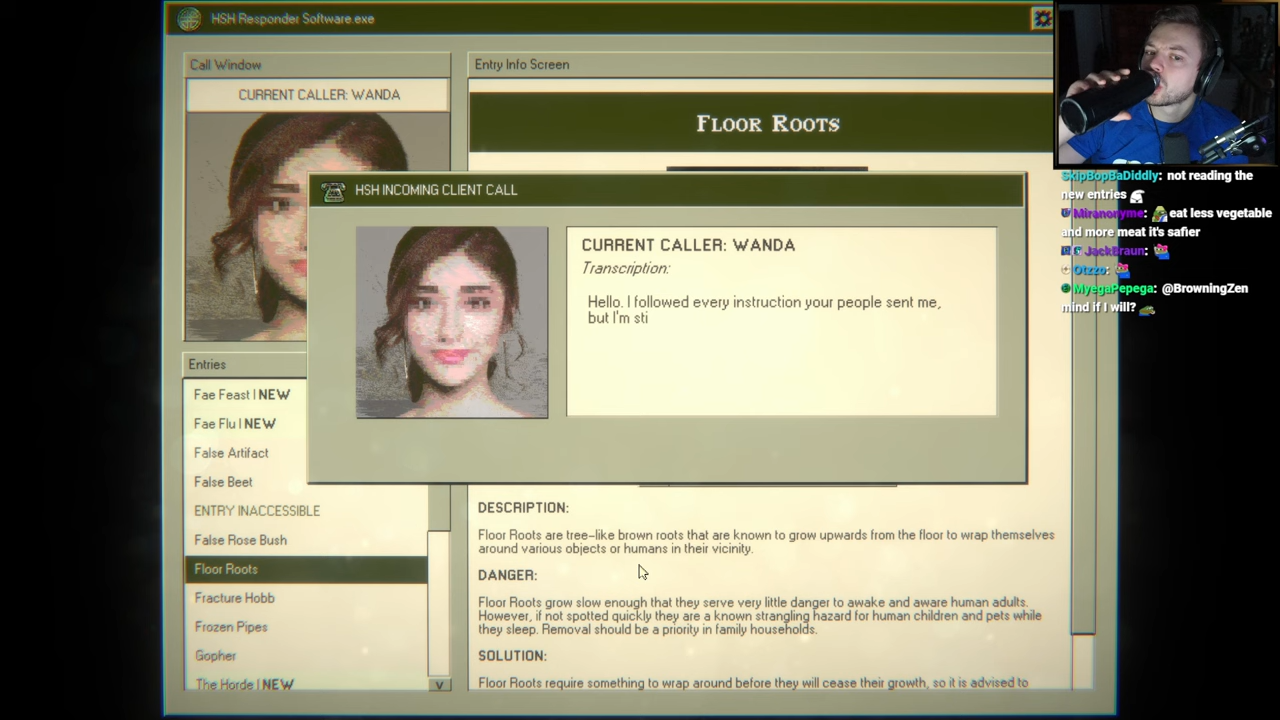 HSH Responder Software.exe
Call Window
CURRENT CALLER: WANDA
Entry Info Screen
FLOOR ROOTS
HSH INCOMING CLIENT CALL
CURRENT CALLER: WANDA
Transcription:
Hello. I followed every instruction your people sent me,
but I'm sti
Entries
Fae Feast | NEW
Fae Flu | NEW
False Artifact
False Beet
ENTRY INACCESSIBLE
False Rose Bush
Floor Roots
Fracture Hobb
Frozen Pipes
Gopher
The Horde | NEW
V
DESCRIPTION:
Floor Roots are tree-like brown roots that are known to grow upwards from the floor to wrap themselves
around various objects or humans in their vicinity.
DANGER:
Floor Roots grow slow enough that they serve very little danger to awake and aware human adults.
However, if not spotted quickly they are a known strangling hazard for human children and pets while
they sleep. Removal should be a priority in family households.
SOLUTION:
Floor Roots require something to wrap around before they will cease their growth, so it is advised to
SkipBopBaDiddly: not reading the
new entries
Miranonyme: eat less vegetable
and more meat it's safier
JackBraun:
Otzzo:
MyegaPepega: @BrowningZen
mind if I will?